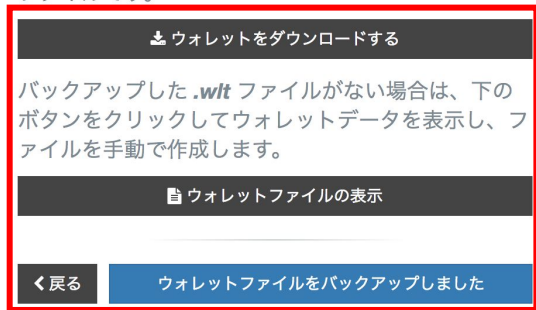 ウォレットをダウンロードする
バックアップした .wlt ファイルがない場合は、下の
ボタンをクリックしてウォレットデータを表示し、フ
ァイルを手動で作成します。
ウォレットファイルの表示
戻る ウォレットファイルをバックアップしました